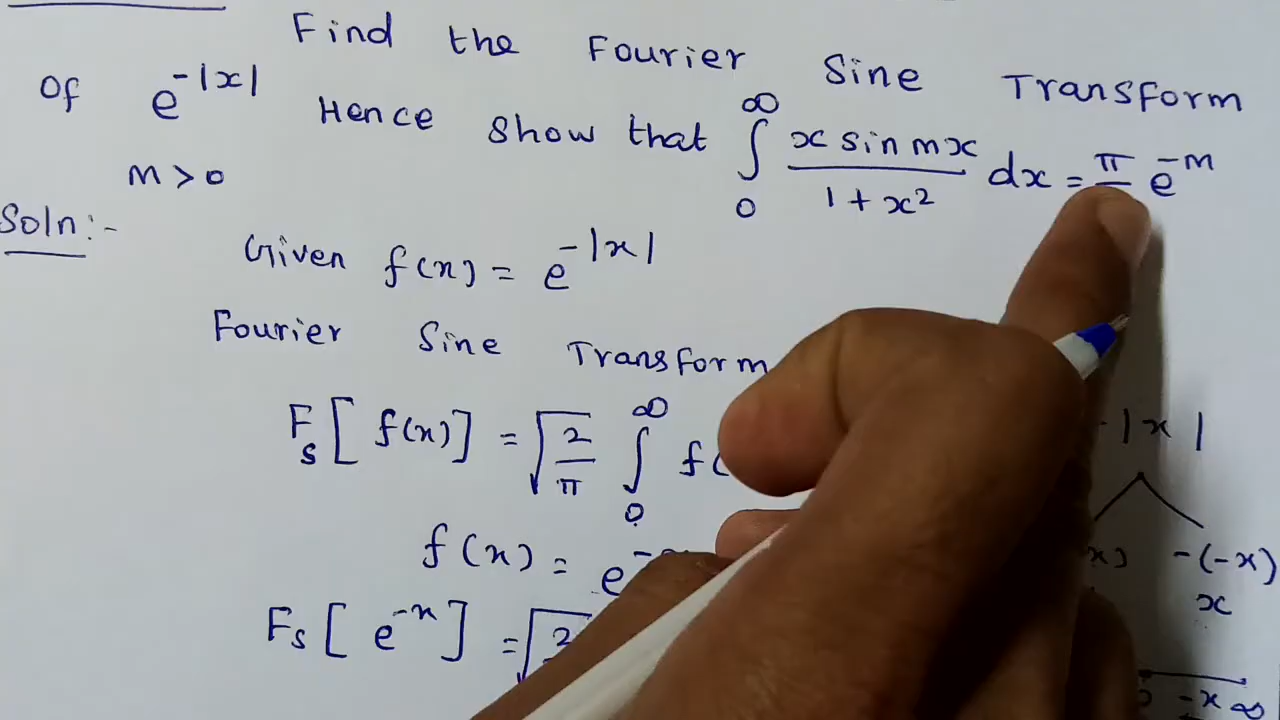 Find the Fourier Sine Transform
Of e^{-|x|} Hence Show that ∫_0^∞ x sin mx / 1 + x² dx = π/ e^{-m}
m > 0
Soln :-
Given f(x) = e^{-|x|}
Fourier Sine Transform
F_s [ f(x) ] = √(2/π) ∫_0^∞ f(
- | x |
f(x) = e^-
x) -(-x)
x
F_s [ e^{-x} ] = √2
-x ∞